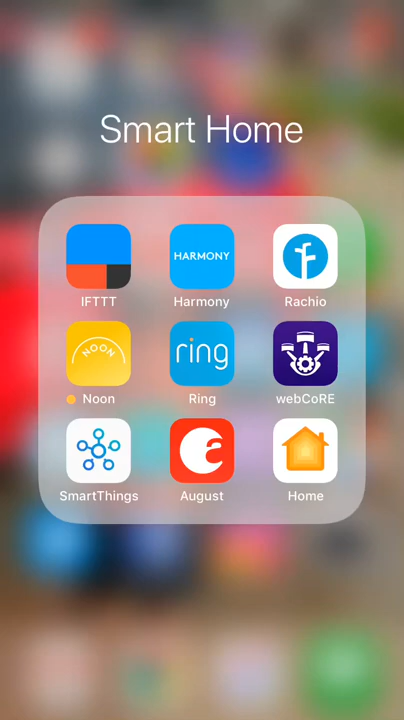 Smart Home
HARMONY
IFTTT Harmony Rachio
NOON ring
Noon Ring webCoRE
SmartThings August Home